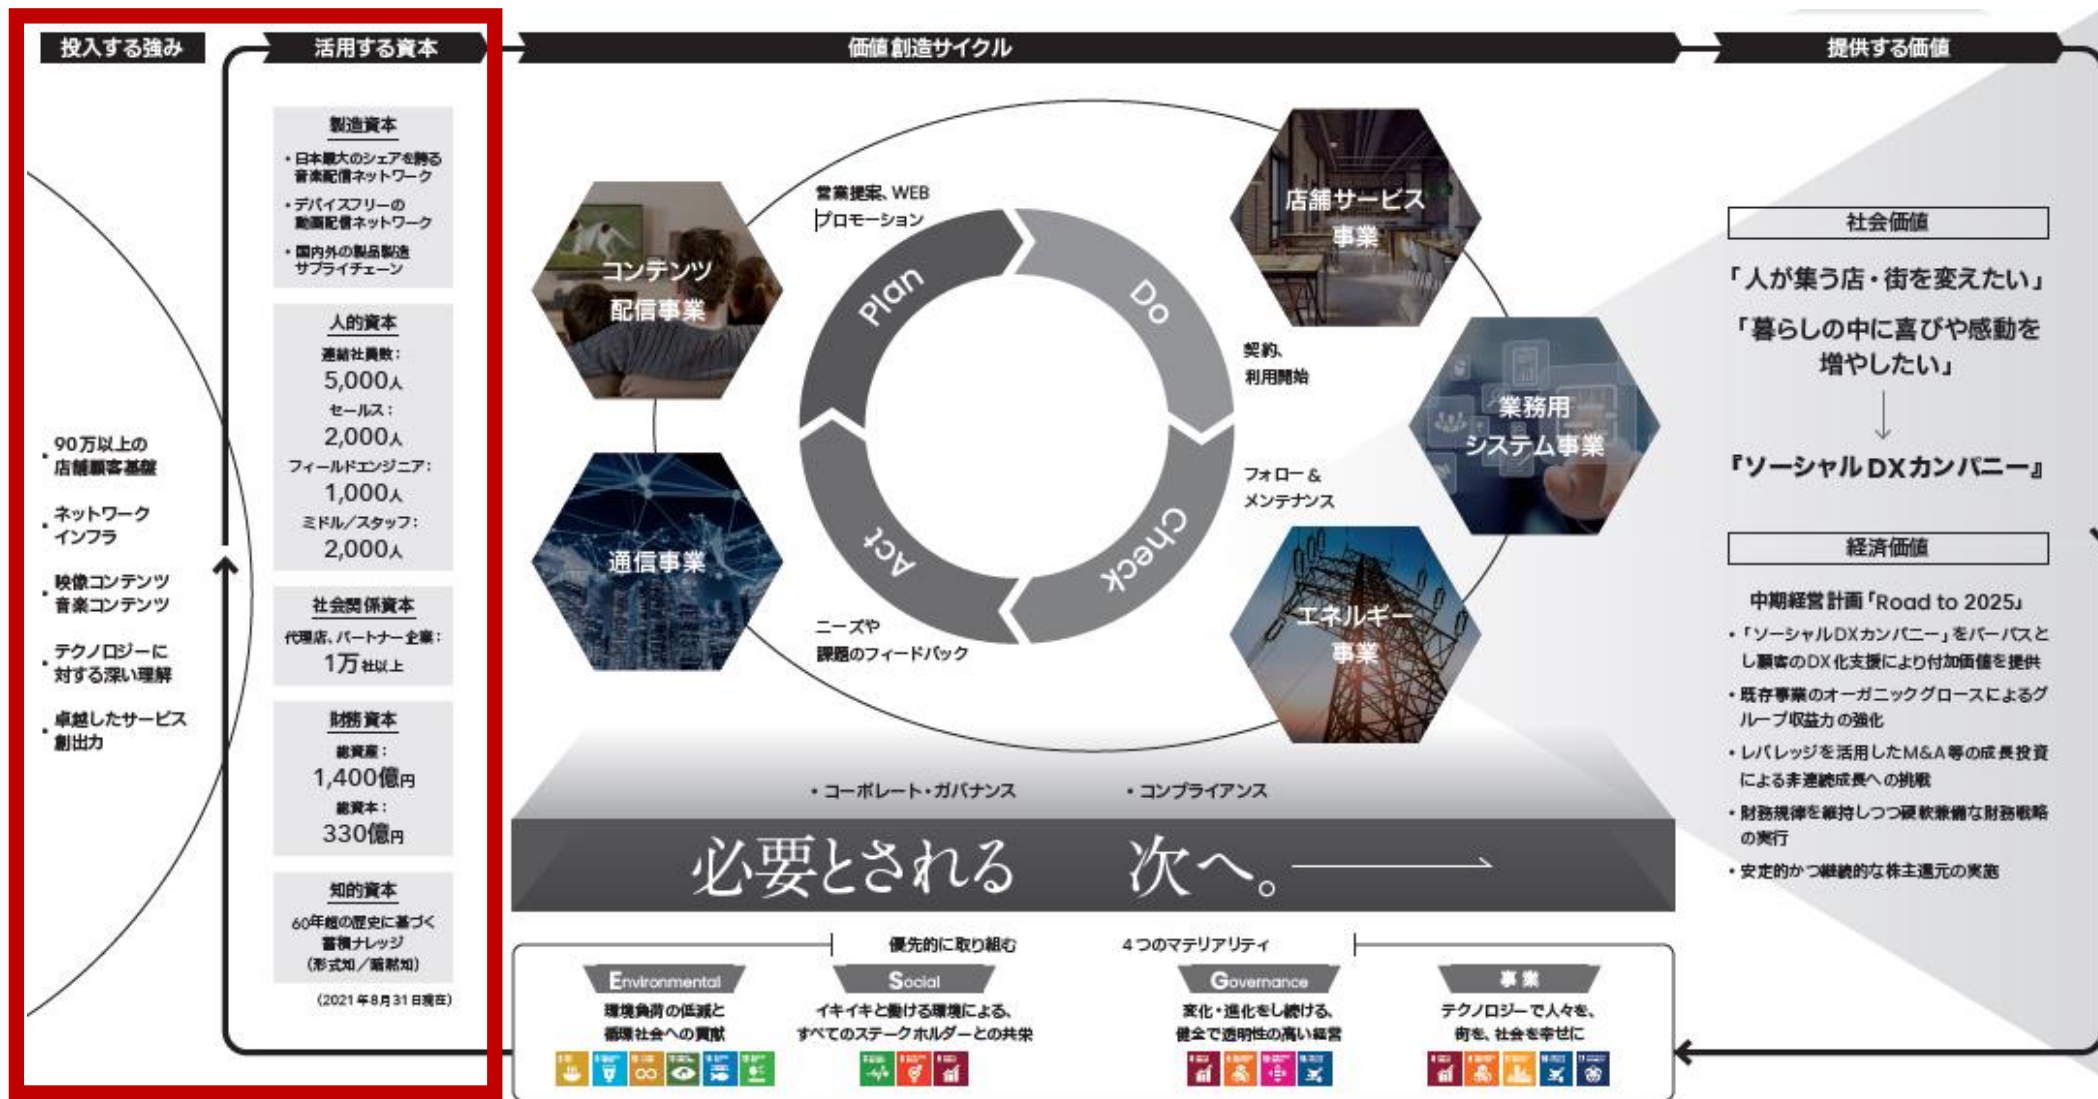 投入する強み
・90万以上の
店舗顧客基盤
・ネットワーク
インフラ
・映像コンテンツ
音楽コンテンツ
・テクノロジーに
対する深い理解
・卓越したサービス
創出力
活用する資本
製造資本
・日本最大のシェアを誇る
音楽配信ネットワーク
・デバイスフリーの
動画配信ネットワーク
・国内外の製品製造
サプライチェーン
人的資本
連結社員数：
5,000人
セールス：
2,000人
フィールドエンジニア：
1,000人
ミドル／スタッフ：
2,000人
社会関係資本
代理店、パートナー企業：
1万社以上
財務資本
総資産：
1,400億円
総資本：
330億円
知的資本
60年超の歴史に基づく
蓄積ナレッジ
（形式知／暗黙知）
（2021年8月31日現在）
価値創造サイクル
営業提案、WEB
プロモーション
コンテンツ
配信事業
店舗サービス
事業
Plan
Do
契約、
利用開始
業務用
システム事業
フォロー＆
メンテナンス
Check
Act
通信事業
エネルギー
事業
ニーズや
課題のフィードバック
・コーポレート・ガバナンス
・コンプライアンス
必要とされる 次へ。
優先的に取り組む 4つのマテリアリティ
Environmental
環境負荷の低減と
循環社会への貢献
Social
イキイキと働ける環境による、
すべてのステークホルダーとの共栄
Governance
変化・進化をし続ける、
健全で透明性の高い経営
事業
テクノロジーで人々を、
街を、社会を幸せに
提供する価値
社会価値
「人が集う店・街を変えたい」
「暮らしの中に喜びや感動を
増やしたい」
『ソーシャルDXカンパニー』
経済価値
中期経営計画「Road to 2025」
・「ソーシャルDXカンパニー」をパーパスと
し顧客のDX化支援により付加価値を提供
・既存事業のオーガニックグロースによるグ
ループ収益力の強化
・レバレッジを活用したM&A等の成長投資
による非連続成長への挑戦
・財務規律を維持しつつ硬軟兼備な財務戦略
の実行
・安定的かつ継続的な株主還元の実施